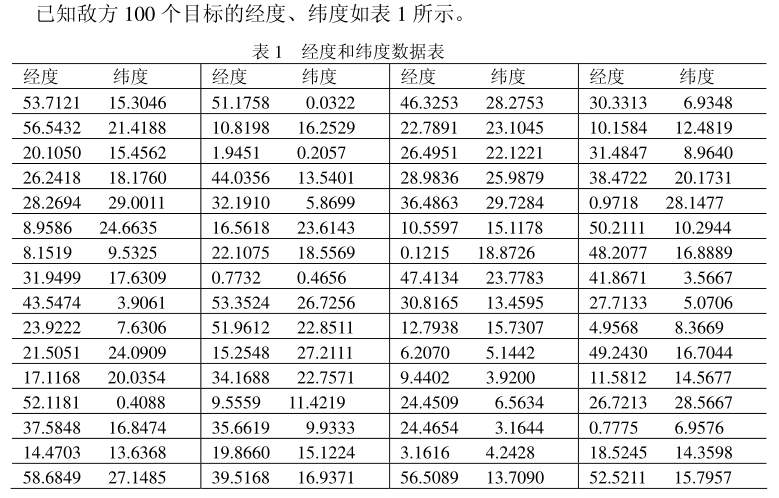 已知敌方 100 个目标的经度、纬度如表 1 所示。
表 1 经度和纬度数据表
经度 纬度 经度 纬度 经度 纬度 经度 纬度
53.7121 15.3046 51.1758 0.0322 46.3253 28.2753 30.3313 6.9348
56.5432 21.4188 10.8198 16.2529 22.7891 23.1045 10.1584 12.4819
20.1050 15.4562 1.9451 0.2057 26.4951 22.1221 31.4847 8.9640
26.2418 18.1760 44.0356 13.5401 28.9836 25.9879 38.4722 20.1731
28.2694 29.0011 32.1910 5.8699 36.4863 29.7284 0.9718 28.1477
8.9586 24.6635 16.5618 23.6143 10.5597 15.1178 50.2111 10.2944
8.1519 9.5325 22.1075 18.5569 0.1215 18.8726 48.2077 16.8889
31.9499 17.6309 0.7732 0.4656 47.4134 23.7783 41.8671 3.5667
43.5474 3.9061 53.3524 26.7256 30.8165 13.4595 27.7133 5.0706
23.9222 7.6306 51.9612 22.8511 12.7938 15.7307 4.9568 8.3669
21.5051 24.0909 15.2548 27.2111 6.2070 5.1442 49.2430 16.7044
17.1168 20.0354 34.1688 22.7571 9.4402 3.9200 11.5812 14.5677
52.1181 0.4088 9.5559 11.4219 24.4509 6.5634 26.7213 28.5667
37.5848 16.8474 35.6619 9.9333 24.4654 3.1644 0.7775 6.9576
14.4703 13.6368 19.8660 15.1224 3.1616 4.2428 18.5245 14.3598
58.6849 27.1485 39.5168 16.9371 56.5089 13.7090 52.5211 15.7957